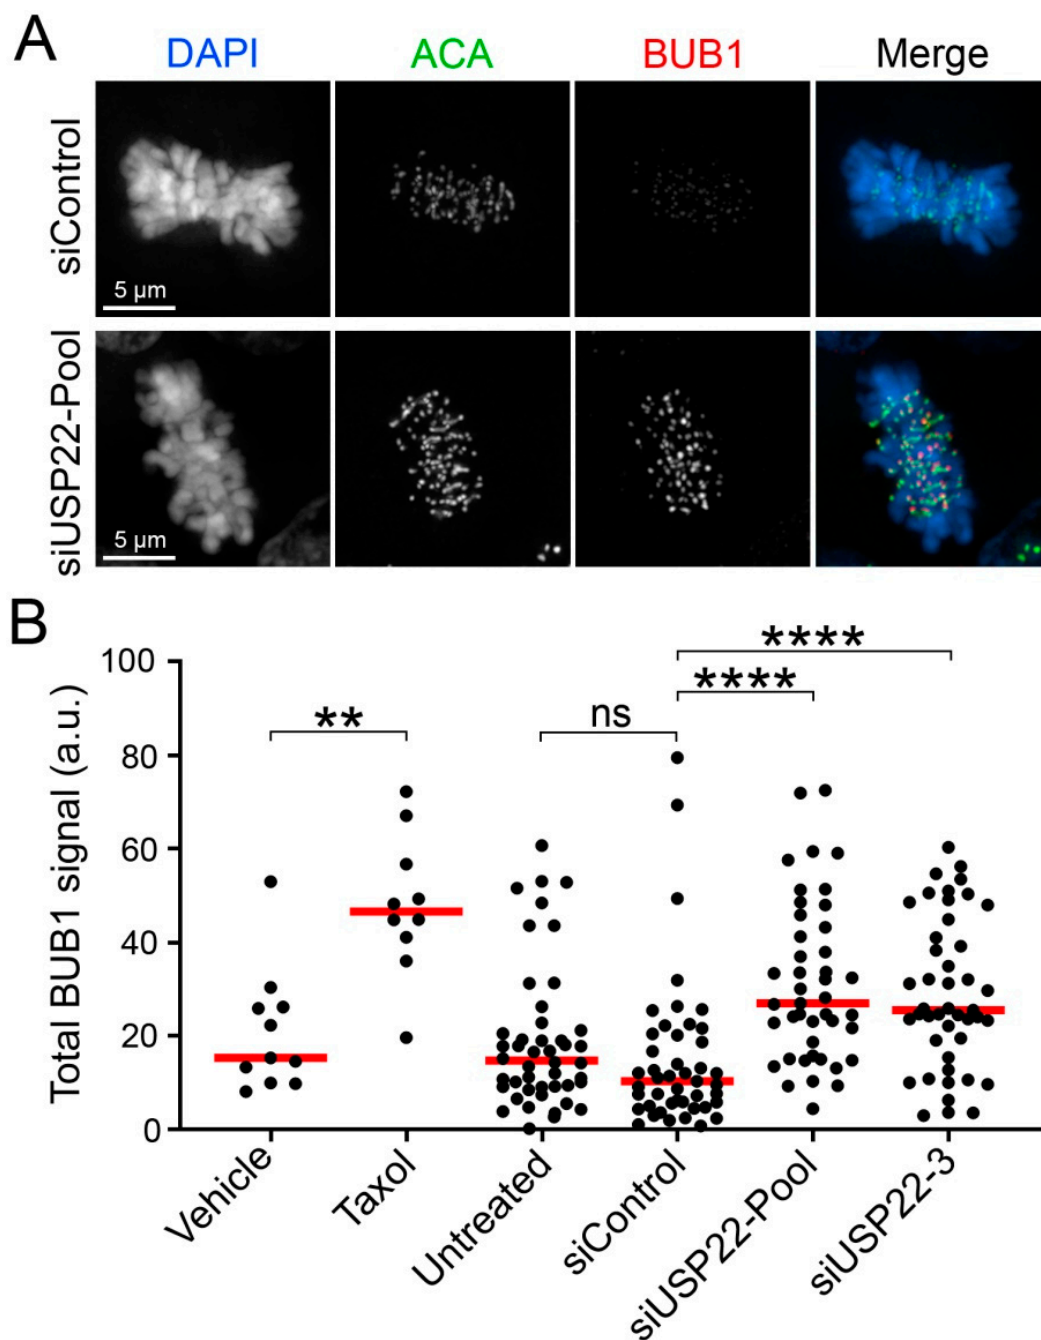 A
DAPI ACA BUB1 Merge
siControl
5 µm
siUSP22-Pool
5 µm
B
Total BUB1 signal (a.u.)
100
80
60
40
20
0
**
ns
****
****
Vehicle
Taxol
Untreated
siControl
siUSP22-Pool
siUSP22-3